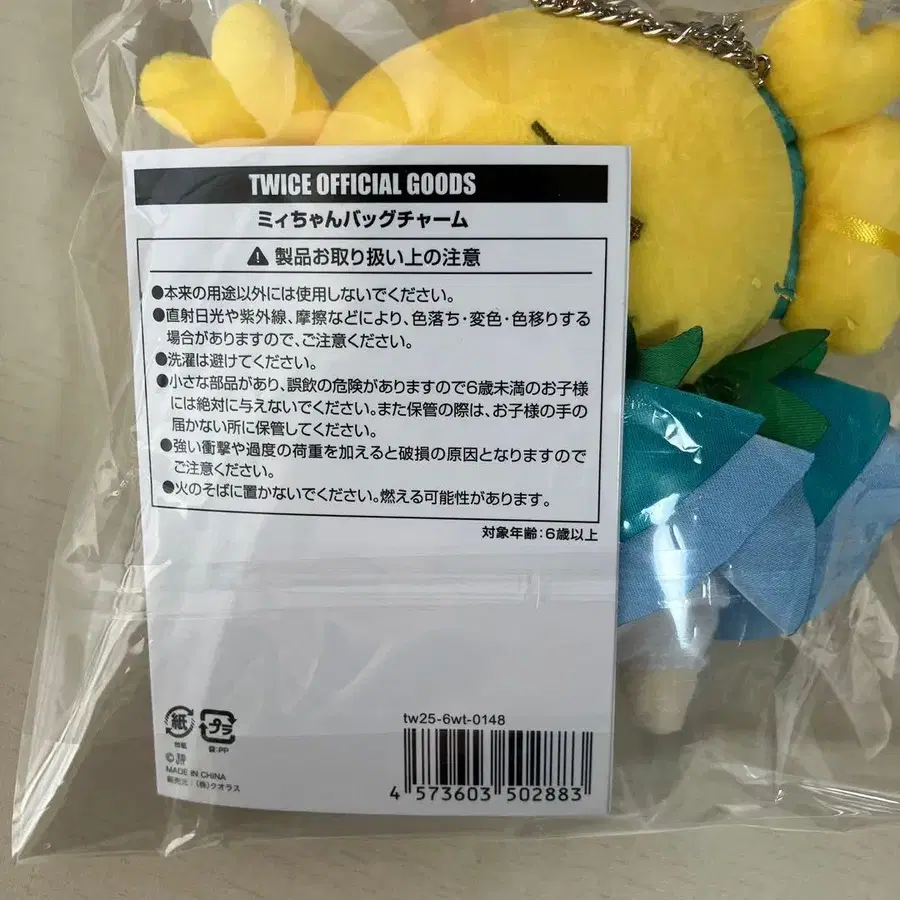 TWICE OFFICIAL GOODS
ミィちゃんバッグチャーム
製品お取り扱い上の注意
●本来の用途以外には使用しないでください。
●直射日光や紫外線、摩擦などにより、色落ち・変色・色移りする
場合がありますので、ご注意ください。
●洗濯は避けてください。
●小さな部品があり、誤飲の危険がありますので6歳未満のお子様
には絶対に与えないでください。また保管の際は、お子様の手の
届かない所に保管してください。
●強い衝撃や過度の荷重を加えると破損の原因となりますので
ご注意ください。
●火のそばに置かないでください。燃える可能性があります。
対象年齢:6歳以上
tw25-6wt-0148
紙 プラ
台紙 袋:PP
MADE IN CHINA
販売元:(株)クオラス
4 573603 502883